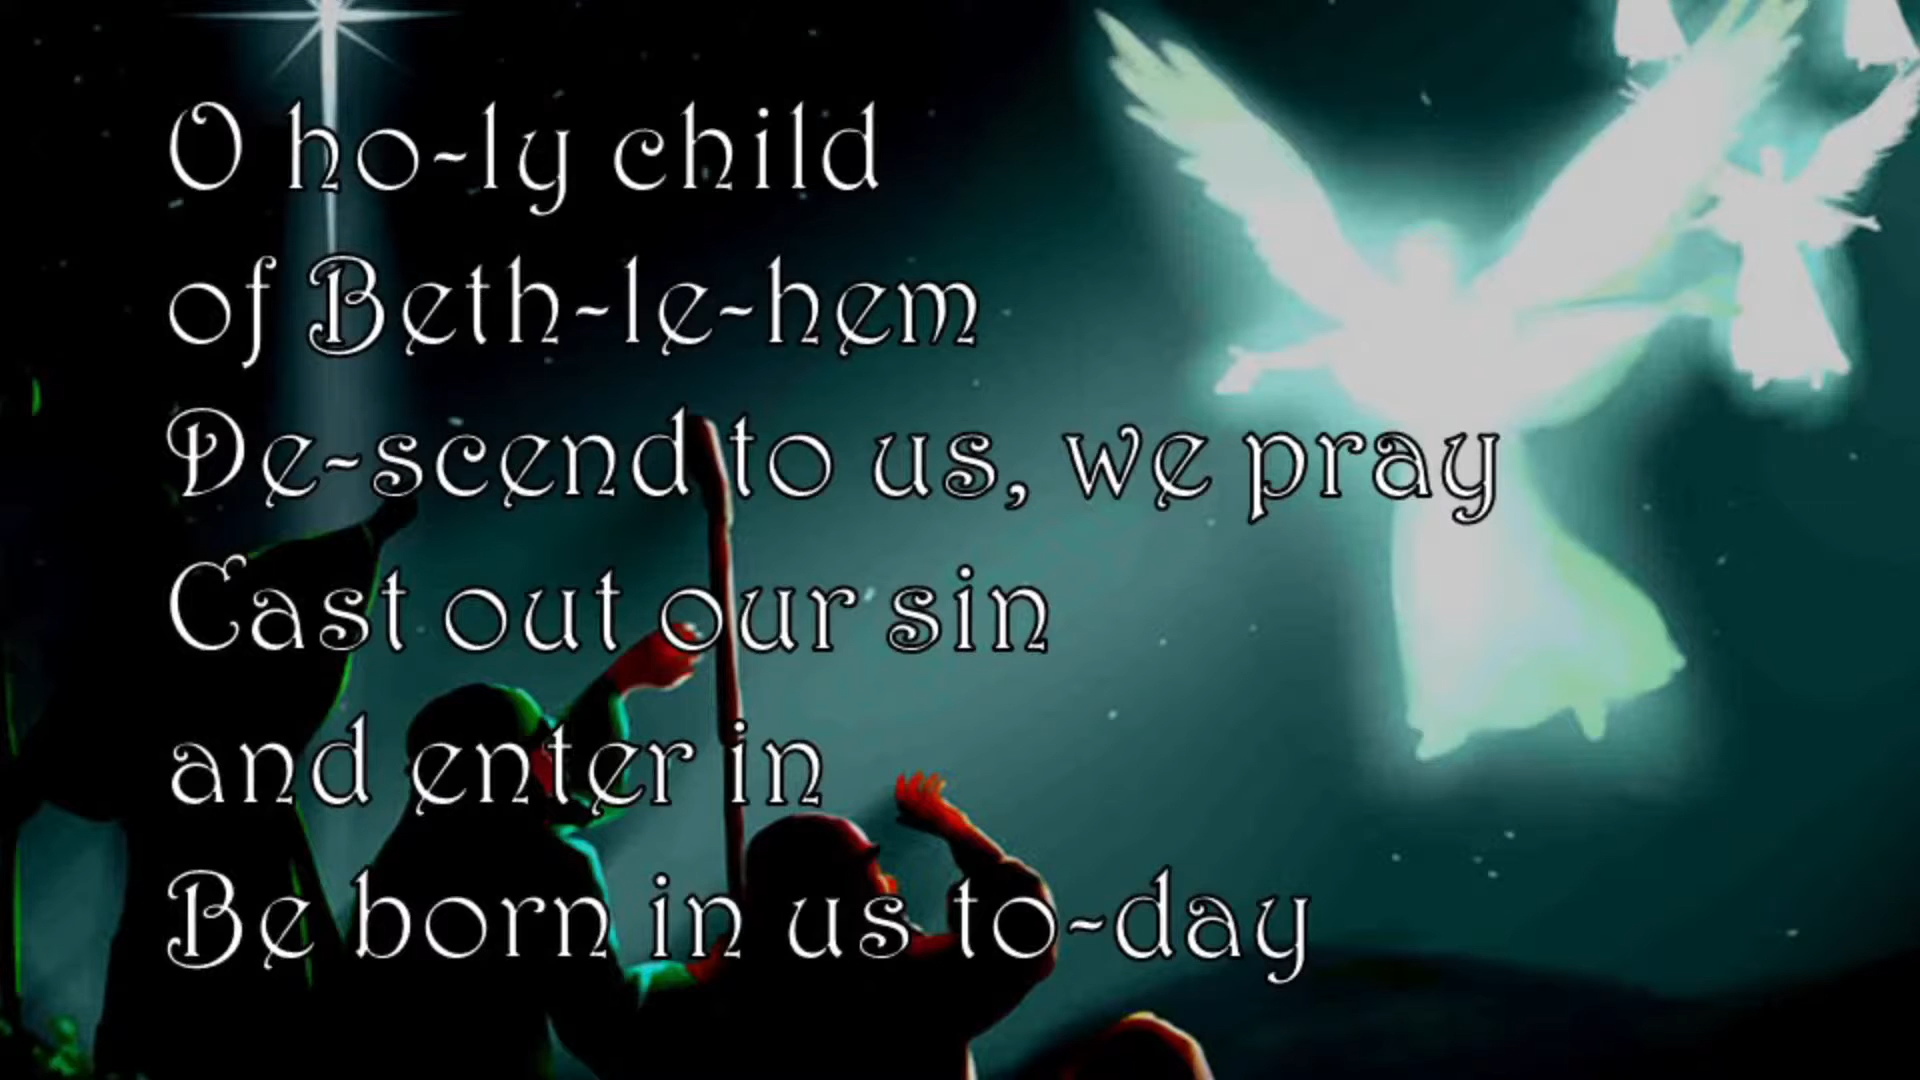 O ho-ly child
of Beth-le-hem
De-scend to us, we pray
Cast out our sin
and enter in
Be born in us to-day